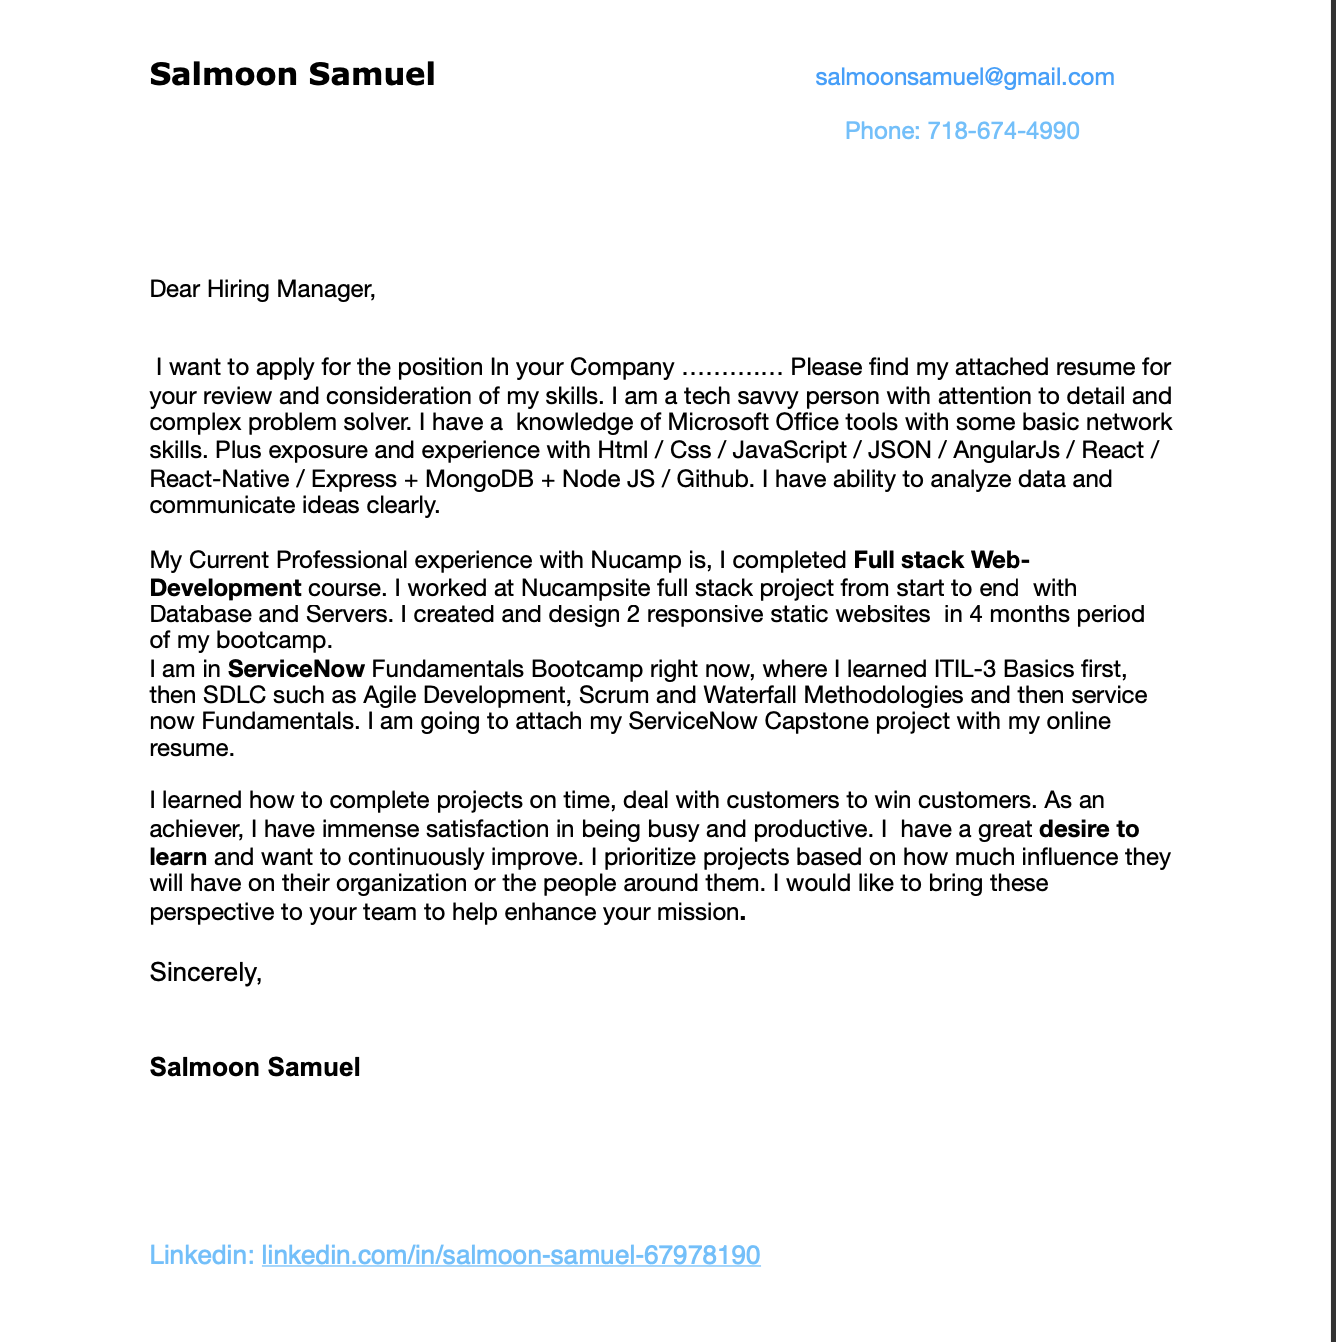 Salmoon Samuel
salmoonsamuel@gmail.com
Phone: 718-674-4990
Dear Hiring Manager,
I want to apply for the position In your Company ............. Please find my attached resume for
your review and consideration of my skills. I am a tech savvy person with attention to detail and
complex problem solver. I have a  knowledge of Microsoft Office tools with some basic network
skills. Plus exposure and experience with Html / Css / JavaScript / JSON / AngularJs / React /
React-Native / Express + MongoDB + Node JS / Github. I have ability to analyze data and
communicate ideas clearly.
My Current Professional experience with Nucamp is, I completed Full stack Web-
Development course. I worked at Nucampsite full stack project from start to end  with
Database and Servers. I created and design 2 responsive static websites  in 4 months period
of my bootcamp.
I am in ServiceNow Fundamentals Bootcamp right now, where I learned ITIL-3 Basics first,
then SDLC such as Agile Development, Scrum and Waterfall Methodologies and then service
now Fundamentals. I am going to attach my ServiceNow Capstone project with my online
resume.
I learned how to complete projects on time, deal with customers to win customers. As an
achiever, I have immense satisfaction in being busy and productive. I  have a great desire to
learn and want to continuously improve. I prioritize projects based on how much influence they
will have on their organization or the people around them. I would like to bring these
perspective to your team to help enhance your mission.
Sincerely,
Salmoon Samuel
Linkedin: linkedin.com/in/salmoon-samuel-67978190